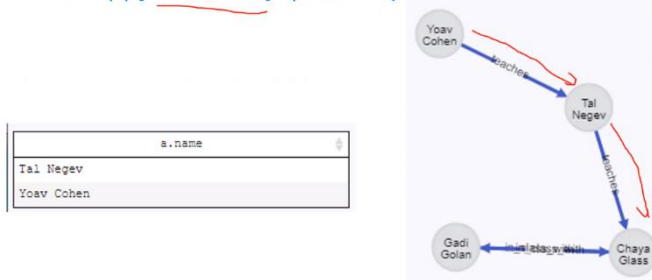 a.name
Tal Negev
Yoav Cohen
Yoav
Cohen
teaches
Tal
Negev
teaches
Gadi
Golan
Chaya
Glass